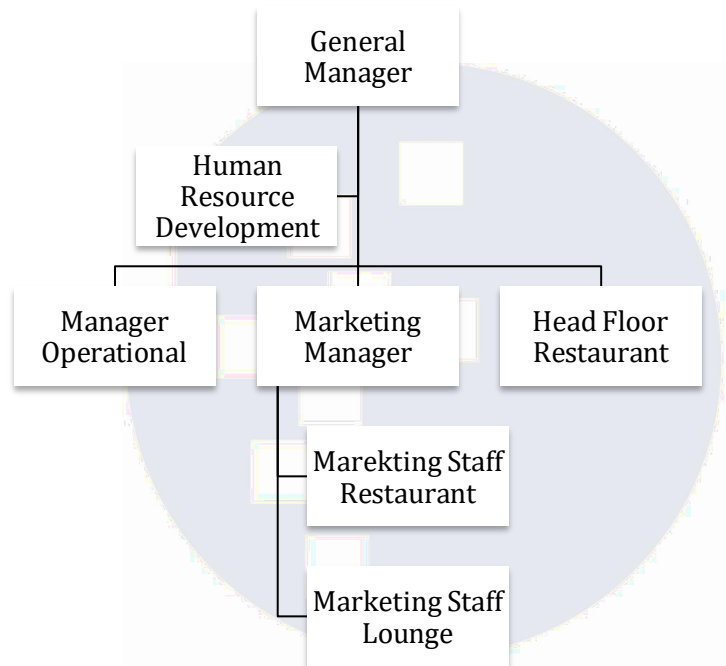 General
Manager
Human
Resource
Development
Manager
Operational
Marketing
Manager
Head Floor
Restaurant
Marekting Staff
Restaurant
Marketing Staff
Lounge